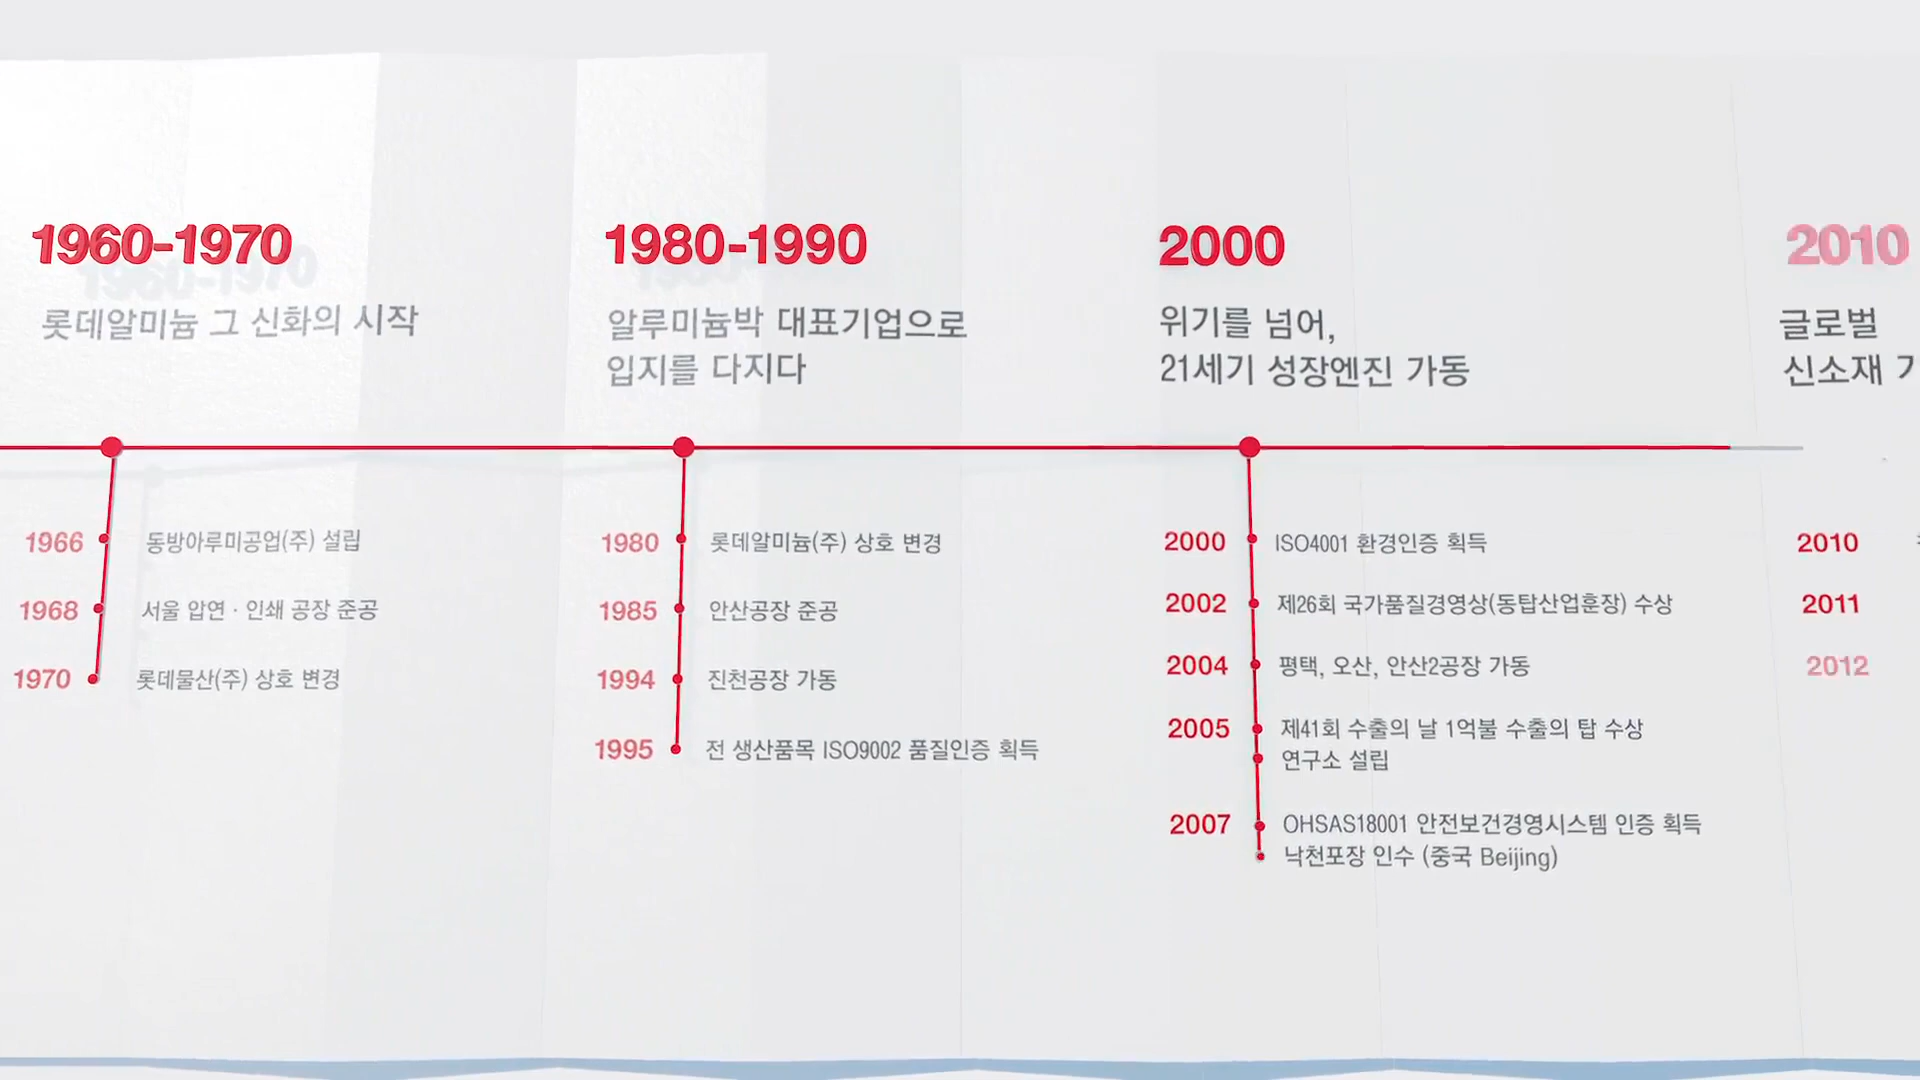 1960-1970
롯데알미늄 그 신화의 시작
1966 동방아루미공업(주) 설립
1968 서울 압연 · 인쇄 공장 준공
1970 롯데물산(주) 상호 변경
1980-1990
알루미늄박 대표기업으로
입지를 다지다
1980 롯데알미늄(주) 상호 변경
1985 안산공장 준공
1994 진천공장 가동
1995 전 생산품목 ISO9002 품질인증 획득
2000
위기를 넘어,
21세기 성장엔진 가동
2000 ISO4001 환경인증 획득
2002 제26회 국가품질경영상(동탑산업훈장) 수상
2004 평택, 오산, 안산2공장 가동
2005 제41회 수출의 날 1억불 수출의 탑 수상
연구소 설립
2007 OHSAS18001 안전보건경영시스템 인증 획득
낙천포장 인수 (중국 Beijing)
2010
글로벌
신소재
2010
2011
2012